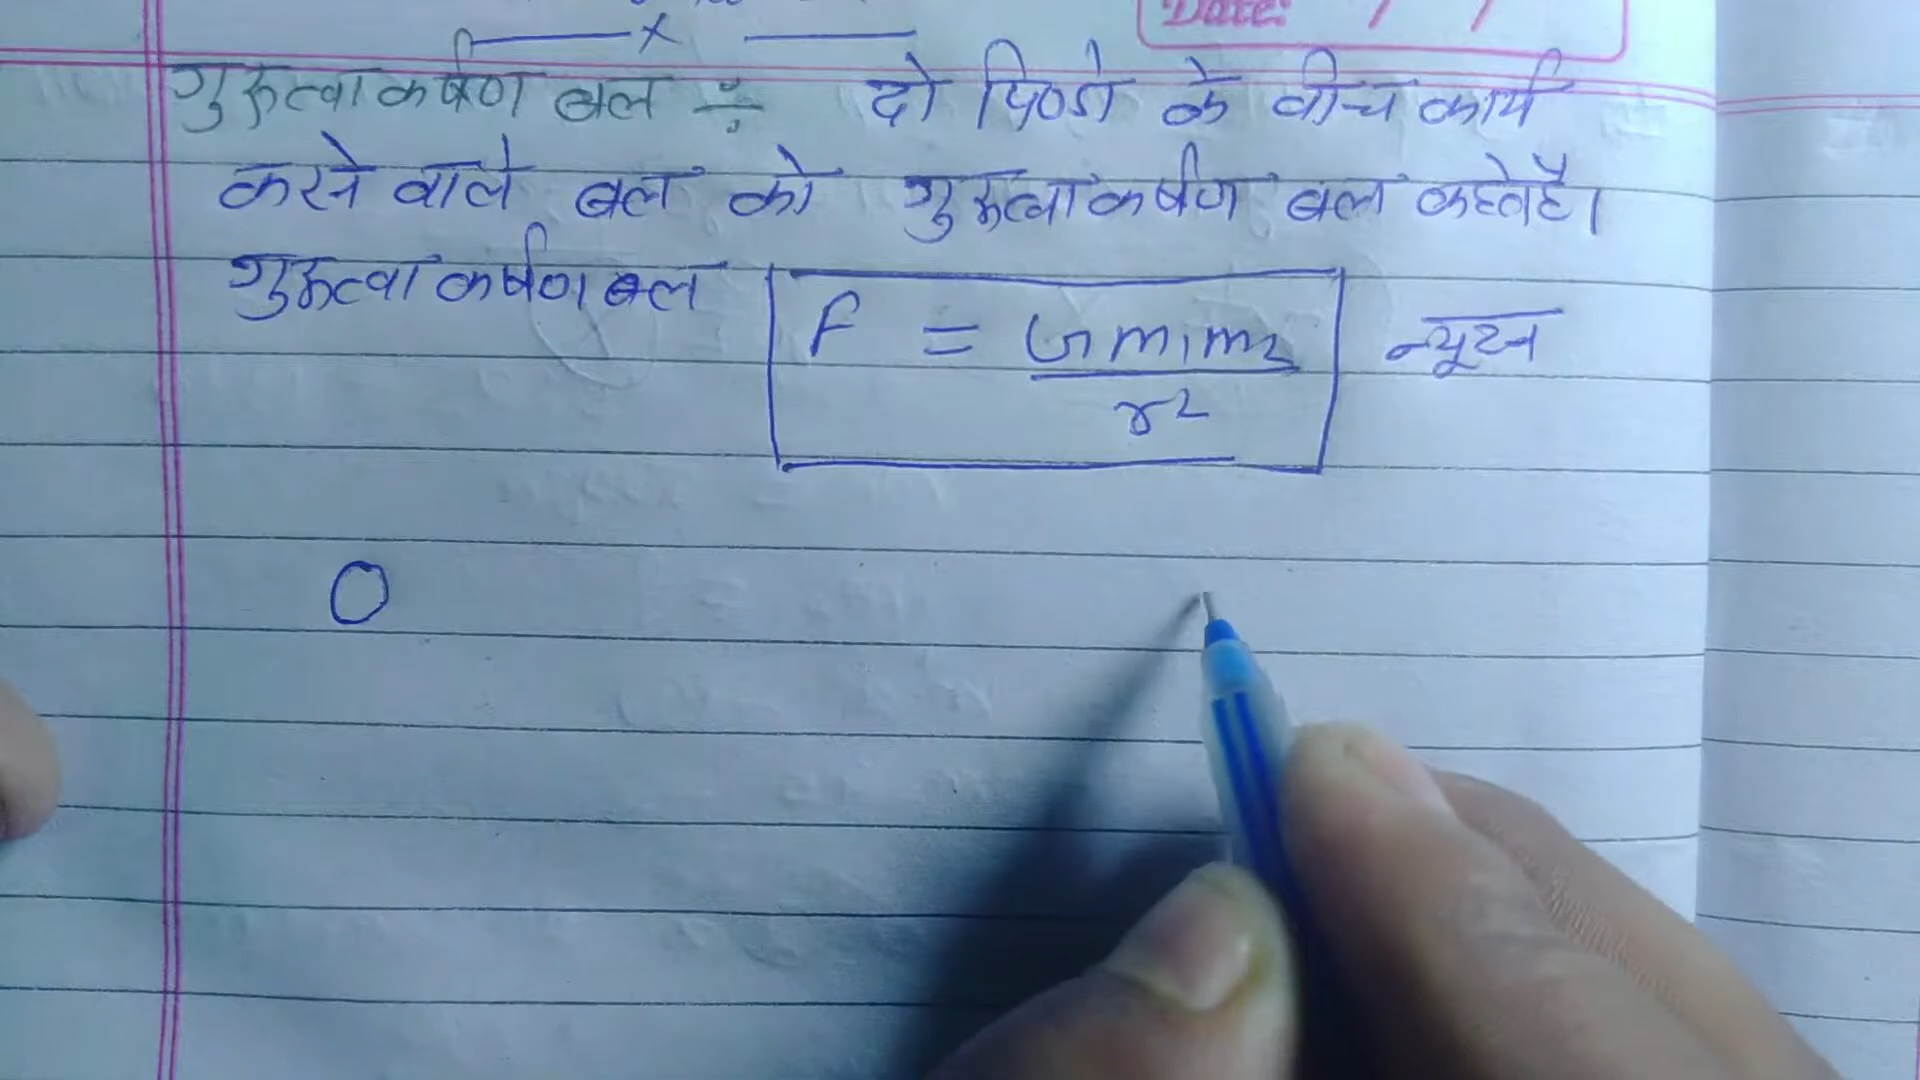 Date: / /
x
गुरुत्वाकर्षण बल ÷ दो पिण्डो के बीच कार्य
करने वाले बल को गुरुत्वाकर्षण बल कहतेहै।
गुरुत्वाकर्षण बल F = Gm₁m₂ / r² न्यूटन